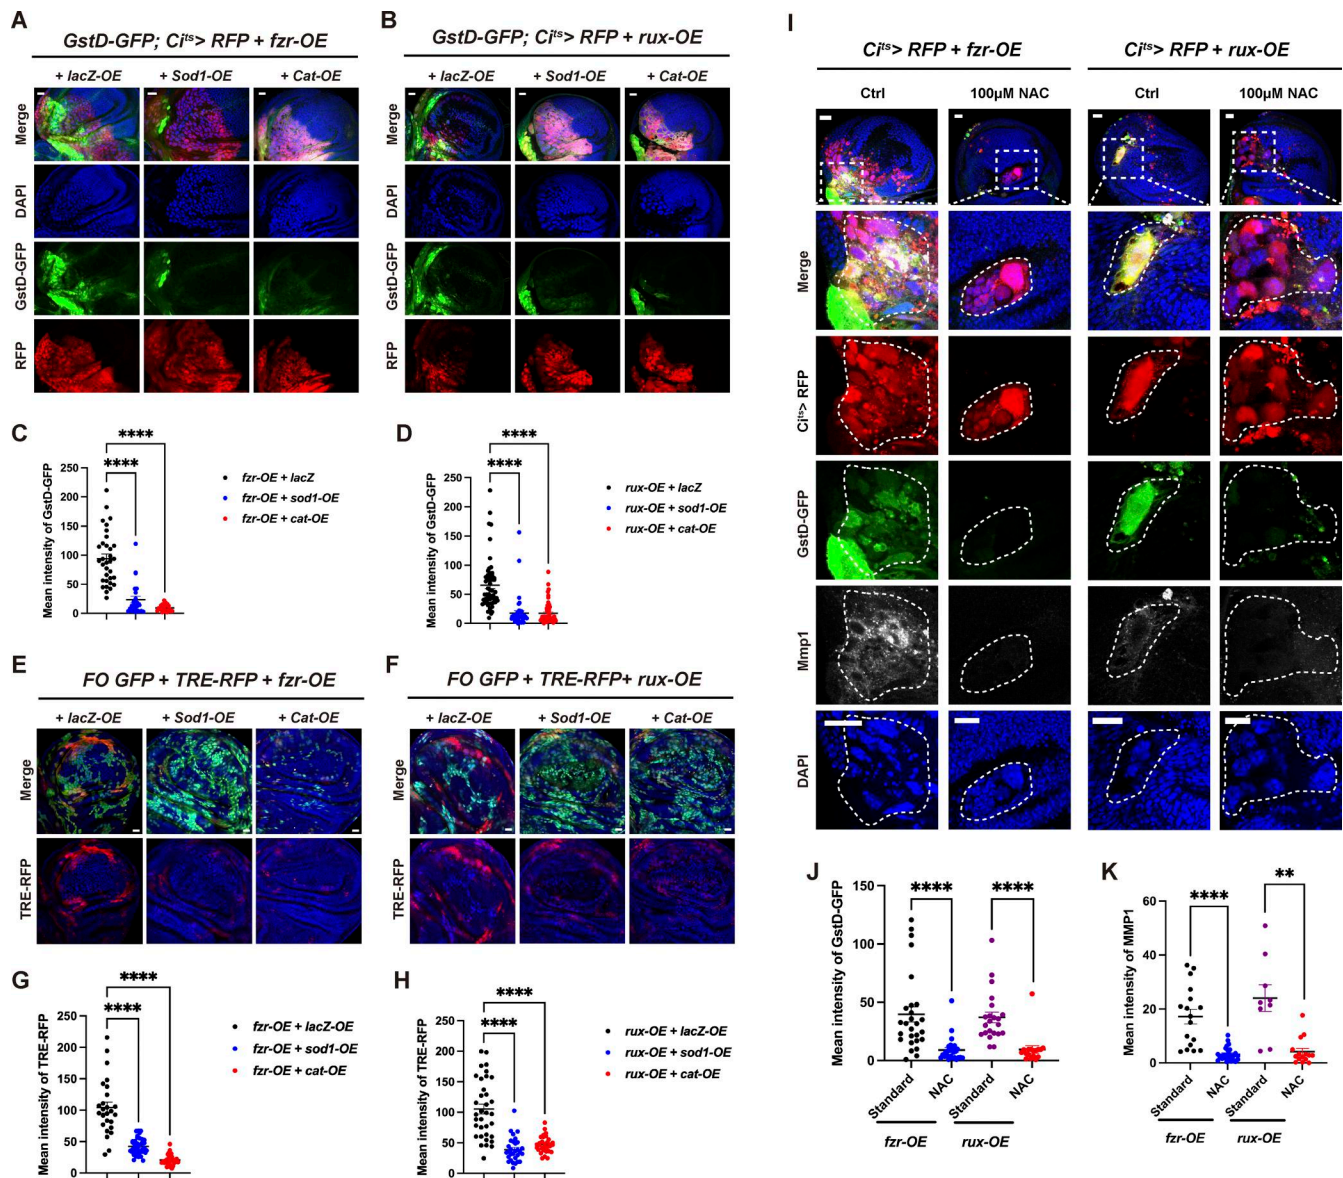 A
GstD-GFP; Ciᵗˢ> RFP + fzr-OE
+ lacZ-OE + Sod1-OE + Cat-OE
Merge
DAPI
GstD-GFP
RFP
B
GstD-GFP; Ciᵗˢ> RFP + rux-OE
+ lacZ-OE + Sod1-OE + Cat-OE
Merge
DAPI
GstD-GFP
RFP
C
****
****
Mean intensity of GstD-GFP
250
200
150
100
50
0
fzr-OE + lacZ
fzr-OE + sod1-OE
fzr-OE + cat-OE
D
****
****
Mean intensity of GstD-GFP
250
200
150
100
50
0
rux-OE + lacZ
rux-OE + sod1-OE
rux-OE + cat-OE
E
FO GFP + TRE-RFP + fzr-OE
+ lacZ-OE + Sod1-OE + Cat-OE
Merge
TRE-RFP
F
FO GFP + TRE-RFP+ rux-OE
+ lacZ-OE + Sod1-OE + Cat-OE
Merge
TRE-RFP
G
****
****
Mean intensity of TRE-RFP
250
200
150
100
50
0
fzr-OE + lacZ-OE
fzr-OE + sod1-OE
fzr-OE + cat-OE
H
****
****
Mean intensity of TRE-RFP
250
200
150
100
50
0
rux-OE + lacZ-OE
rux-OE + sod1-OE
rux-OE + cat-OE
I
Ciᵗˢ> RFP + fzr-OE
Ciᵗˢ> RFP + rux-OE
Ctrl 100μM NAC Ctrl 100μM NAC
Merge
Ciᵗˢ> RFP
GstD-GFP
Mmp1
DAPI
J
**** ****
Mean intensity of GstD-GFP
150
100
50
0
Standard NAC Standard NAC
fzr-OE rux-OE
K
**** **
Mean intensity of MMP1
60
40
20
0
Standard NAC Standard NAC
fzr-OE rux-OE